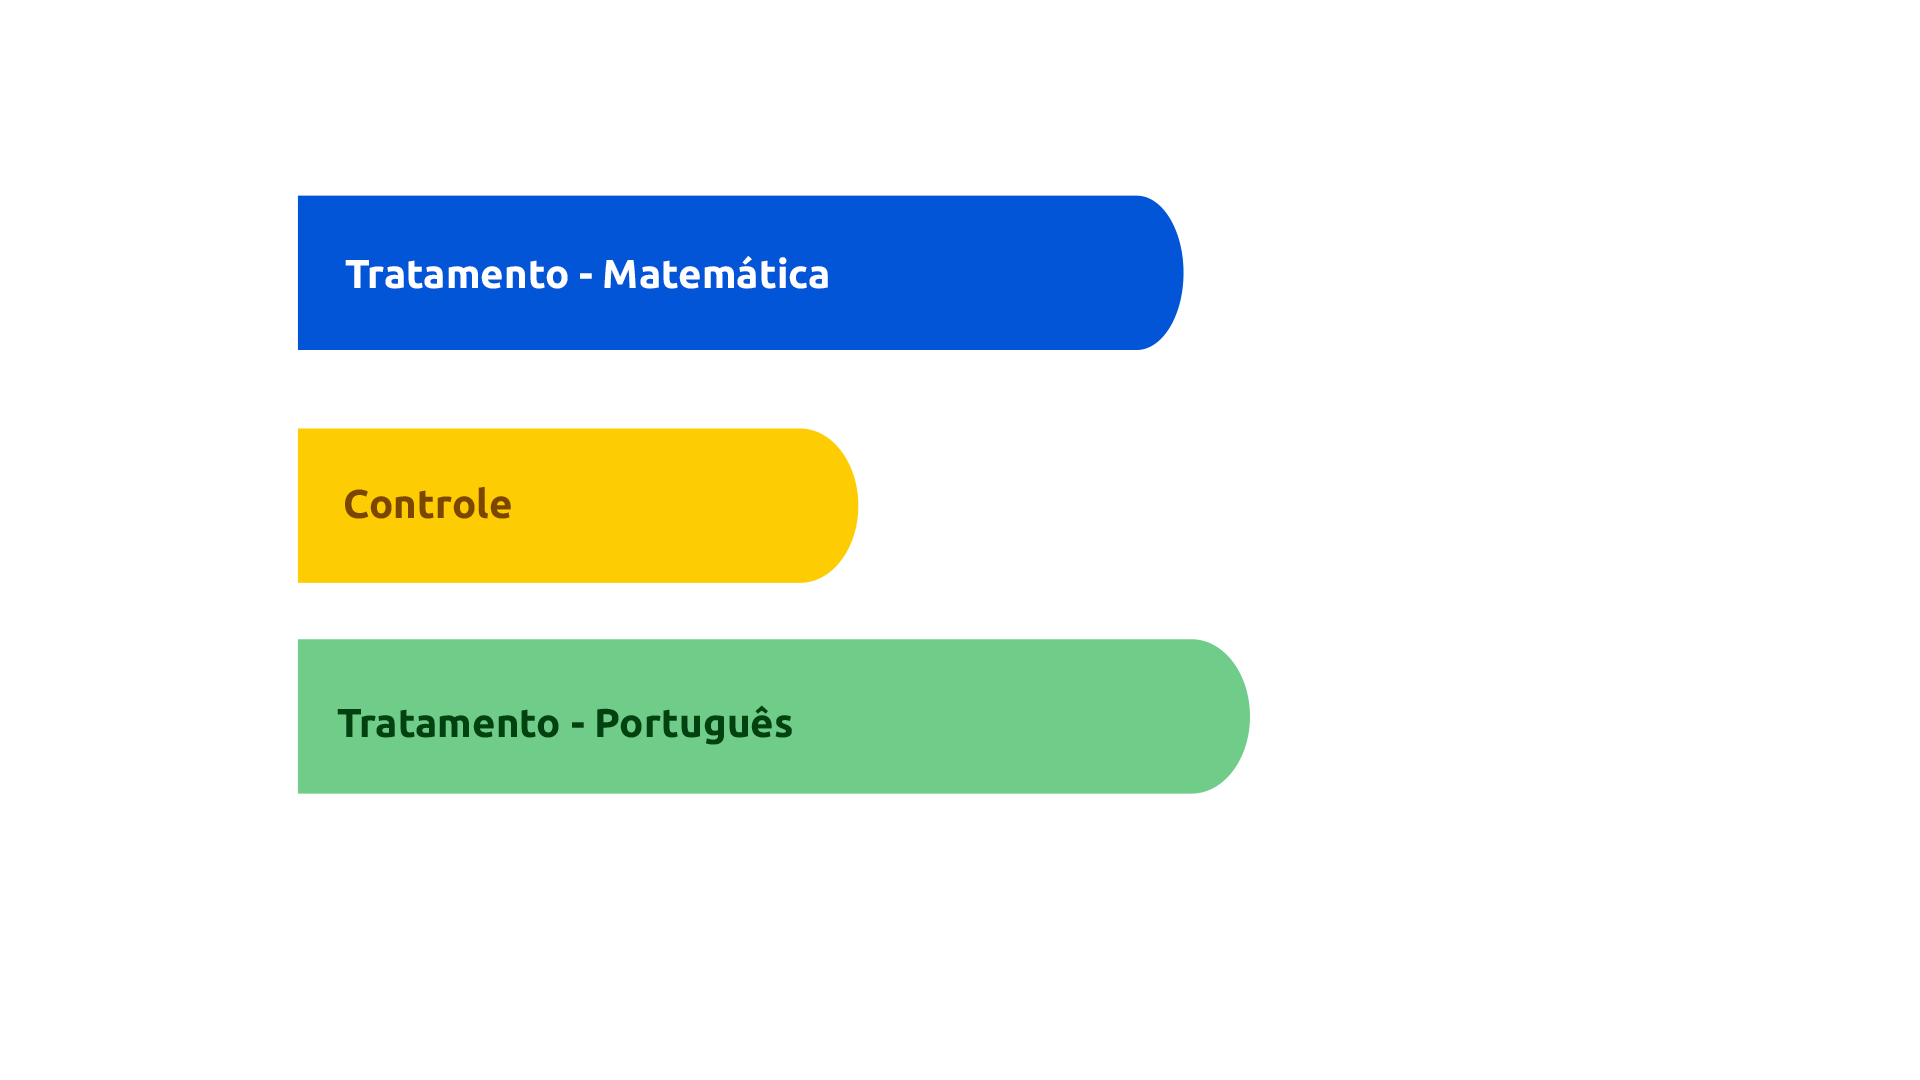 Tratamento - Matemática
Controle
Tratamento - Português